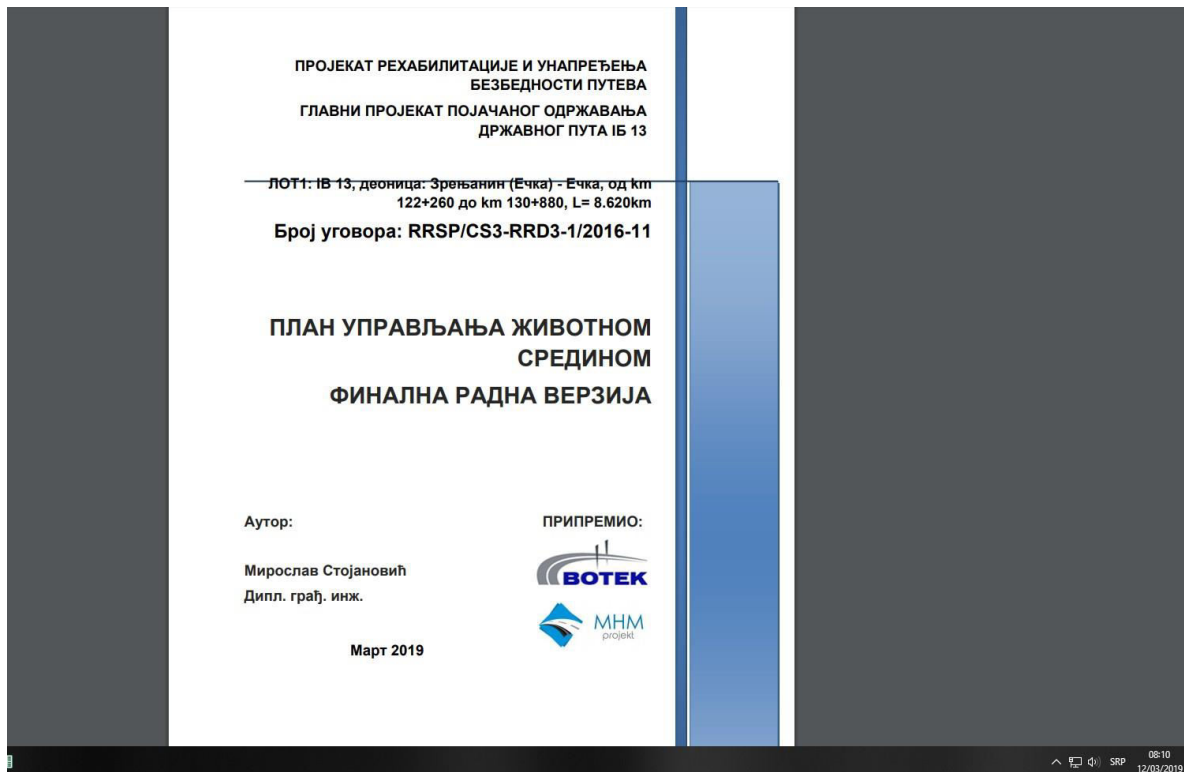 ПРОЈЕКАТ РЕХАБИЛИТАЦИЈЕ И УНАПРЕЂЕЊА
БЕЗБЕДНОСТИ ПУТЕВА
ГЛАВНИ ПРОЈЕКАТ ПОЈАЧАНОГ ОДРЖАВАЊА
ДРЖАВНОГ ПУТА IБ 13
ЛОТ1: IB 13, деоница: Зрењанин (Ечка) - Ечка, од km
122+260 до km 130+880, L= 8.620km
Број уговора: RRSP/CS3-RRD3-1/2016-11
ПЛАН УПРАВЉАЊА ЖИВОТНОМ
СРЕДИНОМ
ФИНАЛНА РАДНА ВЕРЗИЈА
Аутор:
ПРИПРЕМИО:
Мирослав Стојановић
Дипл. грађ. инж.
BOTEK
MHM
projekt
Март 2019
SRP
08:10
12/03/2019